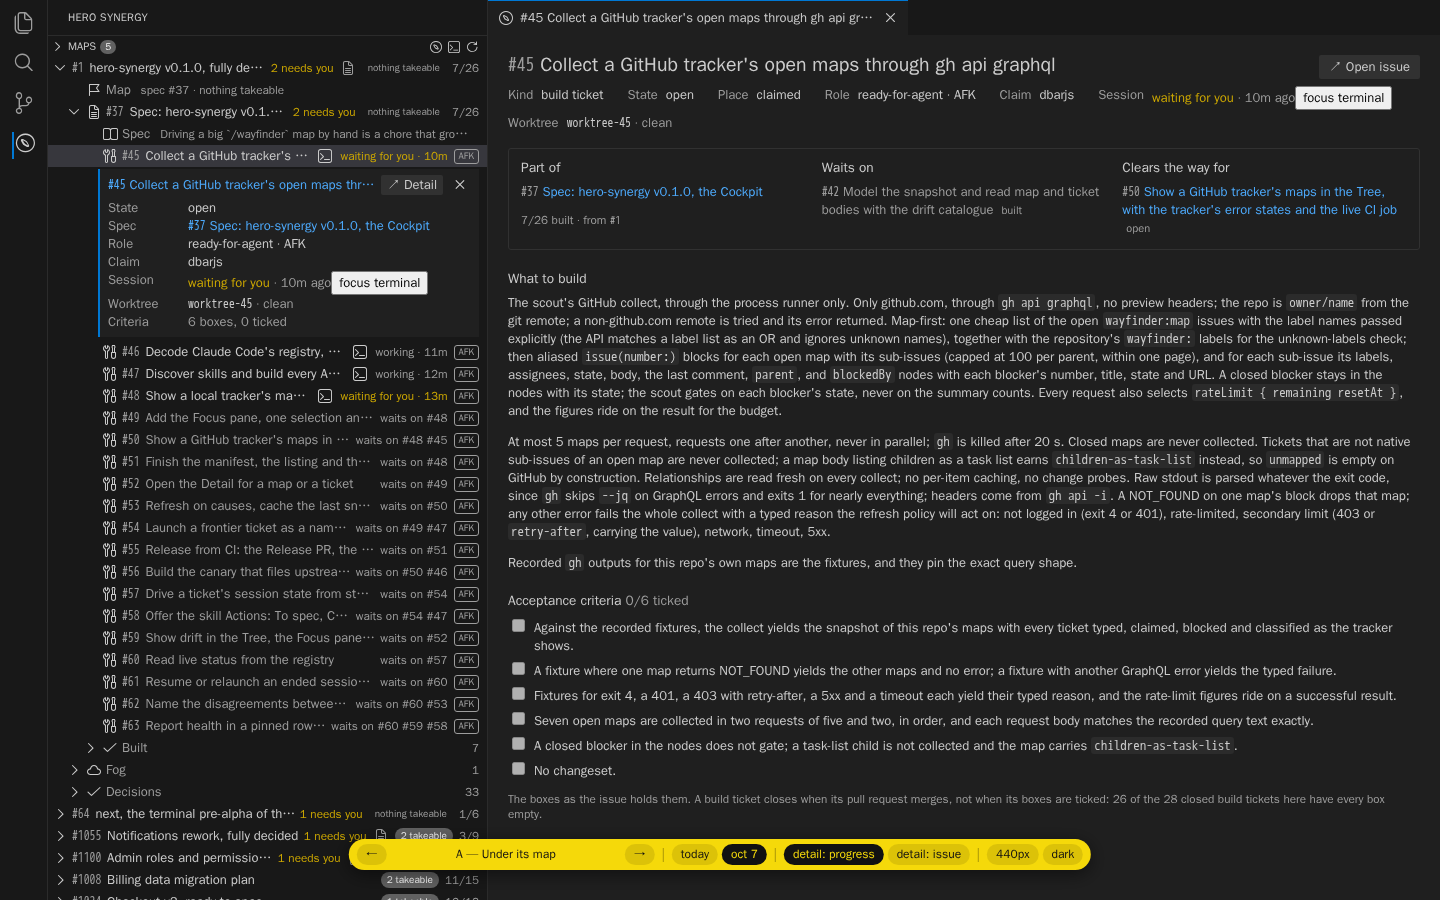 HERO SYNERGY
MAPS 5
#1 hero-synergy v0.1.0, fully de··· 2 needs you nothing takeable 7/26
Map spec #37 · nothing takeable
#37 Spec: hero-synergy v0.1.··· 2 needs you nothing takeable 7/26
Spec Driving a big `/wayfinder` map by hand is a chore that gro···
#45 Collect a GitHub tracker's ··· waiting for you · 10m AFK
#45 Collect a GitHub tracker's open maps thr··· ↗ Detail
State open
Spec #37 Spec: hero-synergy v0.1.0, the Cockpit
Role ready-for-agent · AFK
Claim dbarjs
Session waiting for you · 10m ago focus terminal
Worktree worktree-45 · clean
Criteria 6 boxes, 0 ticked
#46 Decode Claude Code's registry, ··· working · 11m AFK
#47 Discover skills and build every A··· working · 12m AFK
#48 Show a local tracker's ma··· waiting for you · 13m AFK
#49 Add the Focus pane, one selection an··· waits on #48 AFK
#50 Show a GitHub tracker's maps in ··· waits on #48 #45 AFK
#51 Finish the manifest, the listing and th··· waits on #48 AFK
#52 Open the Detail for a map or a ticket waits on #49 AFK
#53 Refresh on causes, cache the last sn··· waits on #50 AFK
#54 Launch a frontier ticket as a nam··· waits on #49 #47 AFK
#55 Release from CI: the Release PR, the ··· waits on #51 AFK
#56 Build the canary that files upstrea··· waits on #50 #46 AFK
#57 Drive a ticket's session state from st··· waits on #54 AFK
#58 Offer the skill Actions: To spec, C··· waits on #54 #47 AFK
#59 Show drift in the Tree, the Focus pane··· waits on #52 AFK
#60 Read live status from the registry waits on #57 AFK
#61 Resume or relaunch an ended sessio··· waits on #60 AFK
#62 Name the disagreements betwee··· waits on #60 #53 AFK
#63 Report health in a pinned row··· waits on #60 #59 #58 AFK
Built 7
Fog 1
Decisions 33
#64 next, the terminal pre-alpha of th··· 1 needs you nothing takeable 1/6
#1055 Notifications rework, fully decided 1 needs you 2 takeable 3/9
#1100 Admin roles and permissio··· 1 needs you
#1008 Billing data migration plan 2 takeable 11/15
#45 Collect a GitHub tracker's open maps through gh api gr···
#45 Collect a GitHub tracker's open maps through gh api graphql
↗ Open issue
Kind build ticket State open Place claimed Role ready-for-agent · AFK Claim dbarjs Session waiting for you · 10m ago focus terminal
Worktree worktree-45 · clean
Part of
#37 Spec: hero-synergy v0.1.0, the Cockpit
7/26 built · from #1
Waits on
#42 Model the snapshot and read map and ticket
bodies with the drift catalogue built
Clears the way for
#50 Show a GitHub tracker's maps in the Tree,
with the tracker's error states and the live CI job
open
What to build
The scout's GitHub collect, through the process runner only. Only github.com, through gh api graphql, no preview headers; the repo is owner/name from the
git remote; a non-github.com remote is tried and its error returned. Map-first: one cheap list of the open wayfinder:map issues with the label names passed
explicitly (the API matches a label list as an OR and ignores unknown names), together with the repository's wayfinder: labels for the unknown-labels check;
then aliased issue(number:) blocks for each open map with its sub-issues (capped at 100 per parent, within one page), and for each sub-issue its labels,
assignees, state, body, the last comment, parent, and blockedBy nodes with each blocker's number, title, state and URL. A closed blocker stays in the
nodes with its state; the scout gates on each blocker's state, never on the summary counts. Every request also selects rateLimit { remaining resetAt },
and the figures ride on the result for the budget.
At most 5 maps per request, requests one after another, never in parallel; gh is killed after 20 s. Closed maps are never collected. Tickets that are not native
sub-issues of an open map are never collected; a map body listing children as a task list earns children-as-task-list instead, so unmapped is empty on
GitHub by construction. Relationships are read fresh on every collect; no per-item caching, no change probes. Raw stdout is parsed whatever the exit code,
since gh skips --jq on GraphQL errors and exits 1 for nearly everything; headers come from gh api -i. A NOT_FOUND on one map's block drops that map;
any other error fails the whole collect with a typed reason the refresh policy will act on: not logged in (exit 4 or 401), rate-limited, secondary limit (403 or
retry-after, carrying the value), network, timeout, 5xx.
Recorded gh outputs for this repo's own maps are the fixtures, and they pin the exact query shape.
Acceptance criteria 0/6 ticked
Against the recorded fixtures, the collect yields the snapshot of this repo's maps with every ticket typed, claimed, blocked and classified as the tracker
shows.
A fixture where one map returns NOT_FOUND yields the other maps and no error; a fixture with another GraphQL error yields the typed failure.
Fixtures for exit 4, a 401, a 403 with retry-after, a 5xx and a timeout each yield their typed reason, and the rate-limit figures ride on a successful result.
Seven open maps are collected in two requests of five and two, in order, and each request body matches the recorded query text exactly.
A closed blocker in the nodes does not gate; a task-list child is not collected and the map carries children-as-task-list.
No changeset.
The boxes as the issue holds them. A build ticket closes when its pull request merges, not when its boxes are ticked: 26 of the 28 closed build tickets here have every box
empty.
← A — Under its map → | today oct 7 | detail: progress detail: issue | 440px dark